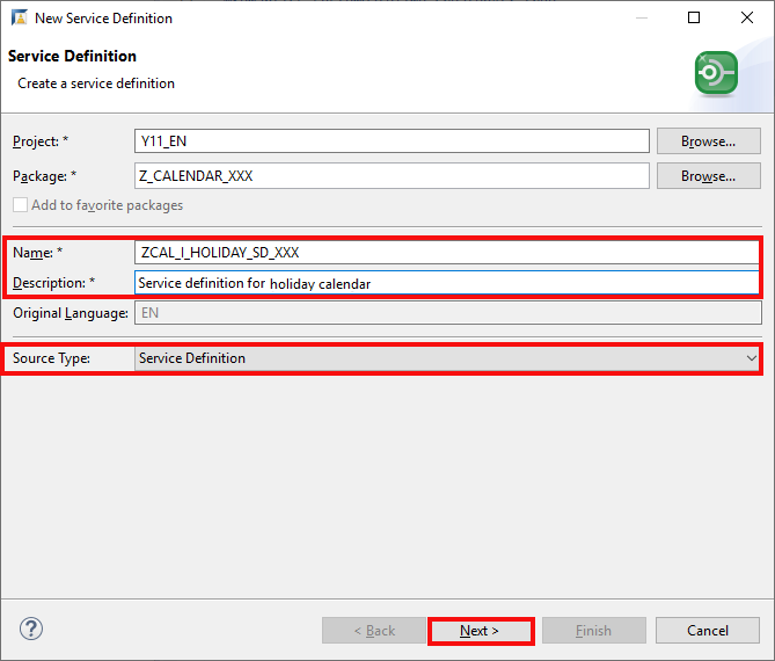 New Service Definition
Service Definition
Create a service definition
Project: * Y11_EN Browse...
Package: * Z_CALENDAR_XXX Browse...
Add to favorite packages
Name: * ZCAL_I_HOLIDAY_SD_XXX
Description: * Service definition for holiday calendar
Original Language: EN
Source Type: Service Definition
? < Back Next > Finish Cancel